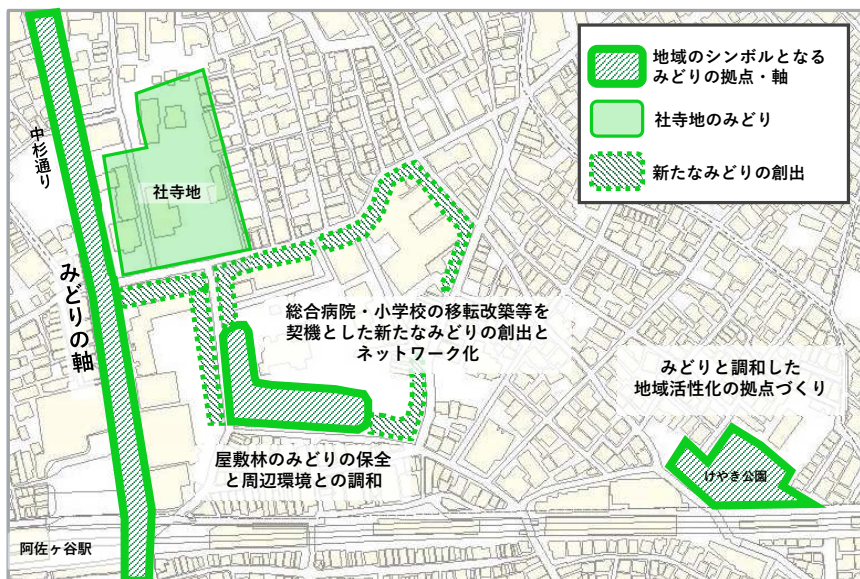 地域のシンボルとなる
みどりの拠点・軸
社寺地のみどり
新たなみどりの創出
中杉通り
社寺地
みどりの軸
総合病院・小学校の移転改築等を
契機とした新たなみどりの創出と
ネットワーク化
みどりと調和した
地域活性化の拠点づくり
屋敷林のみどりの保全
と周辺環境との調和
けやき公園
阿佐ヶ谷駅